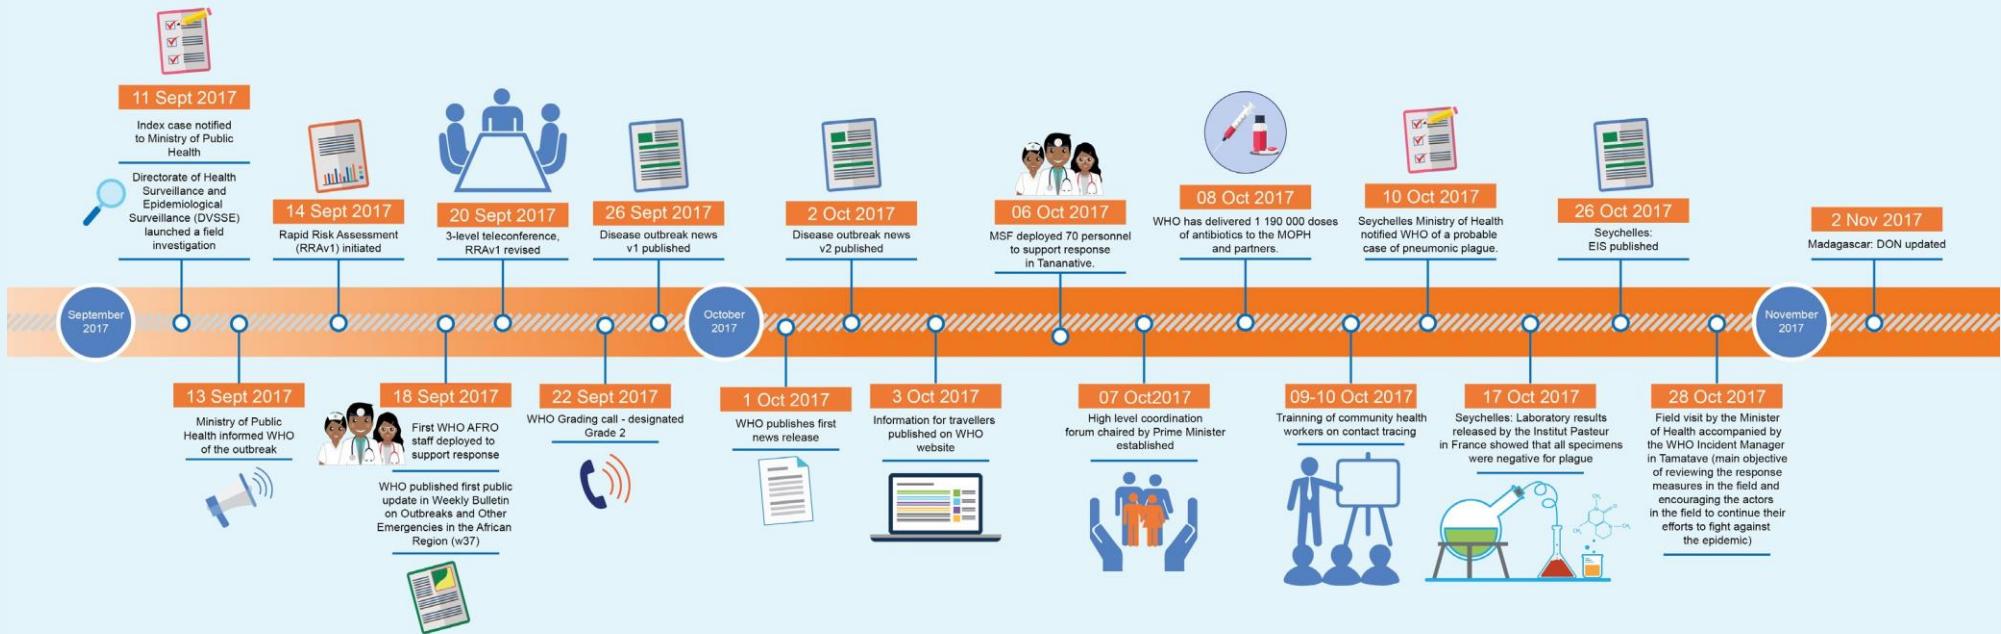 11 Sept 2017
Index case notified
to Ministry of Public
Health
Directorate of Health
Surveillance and
Epidemiological
Surveillance (DVSSE)
launched a field
investigation
14 Sept 2017
Rapid Risk Assessment
(RRAv1) initiated
20 Sept 2017
3-level teleconference,
RRAv1 revised
26 Sept 2017
Disease outbreak news
v1 published
2 Oct 2017
Disease outbreak news
v2 published
06 Oct 2017
MSF deployed 70 personnel
to support response
in Tananative.
08 Oct 2017
WHO has delivered 1 190 000 doses
of antibiotics to the MOPH
and partners.
10 Oct 2017
Seychelles Ministry of Health
notified WHO of a probable
case of pneumonic plague.
26 Oct 2017
Seychelles:
EIS published
2 Nov 2017
Madagascar: DON updated
September
2017
October
2017
November
2017
13 Sept 2017
Ministry of Public
Health informed WHO
of the outbreak
18 Sept 2017
First WHO AFRO
staff deployed to
support response
WHO published first public
update in Weekly Bulletin
on Outbreaks and Other
Emergencies in the African
Region (w37)
22 Sept 2017
WHO Grading call - designated
Grade 2
1 Oct 2017
WHO publishes first
news release
3 Oct 2017
Information for travellers
published on WHO
website
07 Oct2017
High level coordination
forum chaired by Prime Minister
established
09-10 Oct 2017
Trainning of community health
workers on contact tracing
17 Oct 2017
Seychelles: Laboratory results
released by the Institut Pasteur
in France showed that all specimens
were negative for plague
28 Oct 2017
Field visit by the Minister
of Health accompanied by
the WHO Incident Manager
in Tamatave (main objective
of reviewing the response
measures in the field and
encouraging the actors
in the field to continue their
efforts to fight against
the epidemic)